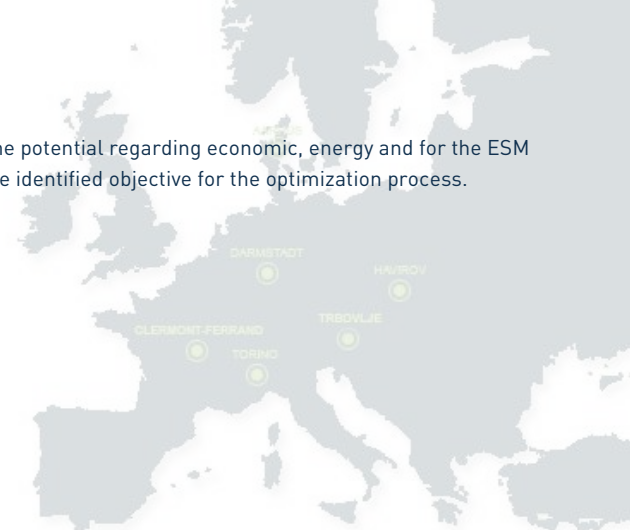 he potential regarding economic, energy and for the ESM
e identified objective for the optimization process.
DARMSTADT
HAVIROV
TRBOVLJE
CLERMONT-FERRAND
TORINO